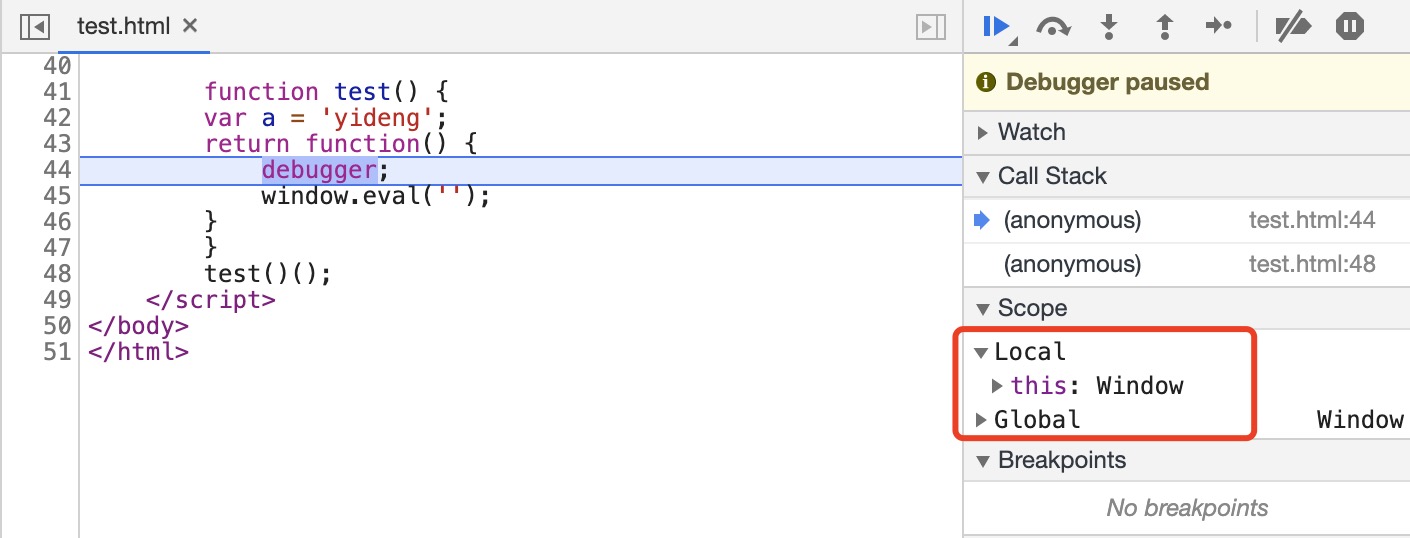 test.html ×
40
41 function test() {
42 var a = 'yideng';
43 return function() {
44 debugger;
45 window.eval('');
46 }
47 }
48 test()();
49 </script>
50 </body>
51 </html>
Debugger paused
Watch
Call Stack
(anonymous) test.html:44
(anonymous) test.html:48
Scope
Local
this: Window
Global Window
Breakpoints
No breakpoints